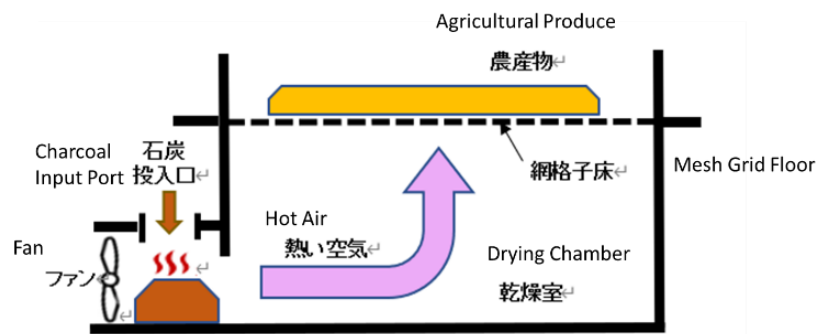 Agricultural Produce
農産物↵
Charcoal
Input Port
石炭
投入口↵
網格子床↵
Mesh Grid Floor
Hot Air
熱い空気↵
Fan
ファン↵
↵
↵
Drying Chamber
乾燥室↵